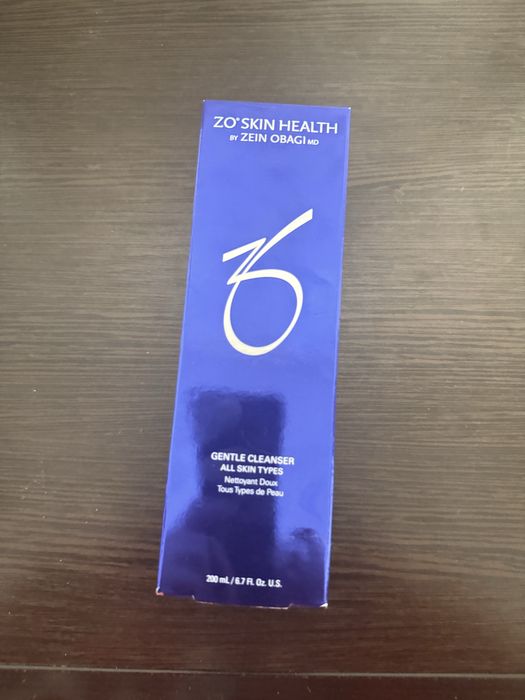 ZO® SKIN HEALTH
BY ZEIN OBAGI MD
GENTLE CLEANSER
ALL SKIN TYPES
Nettoyant Doux
Tous Types de Peau
200 mL / 6.7 Fl. Oz. U.S.